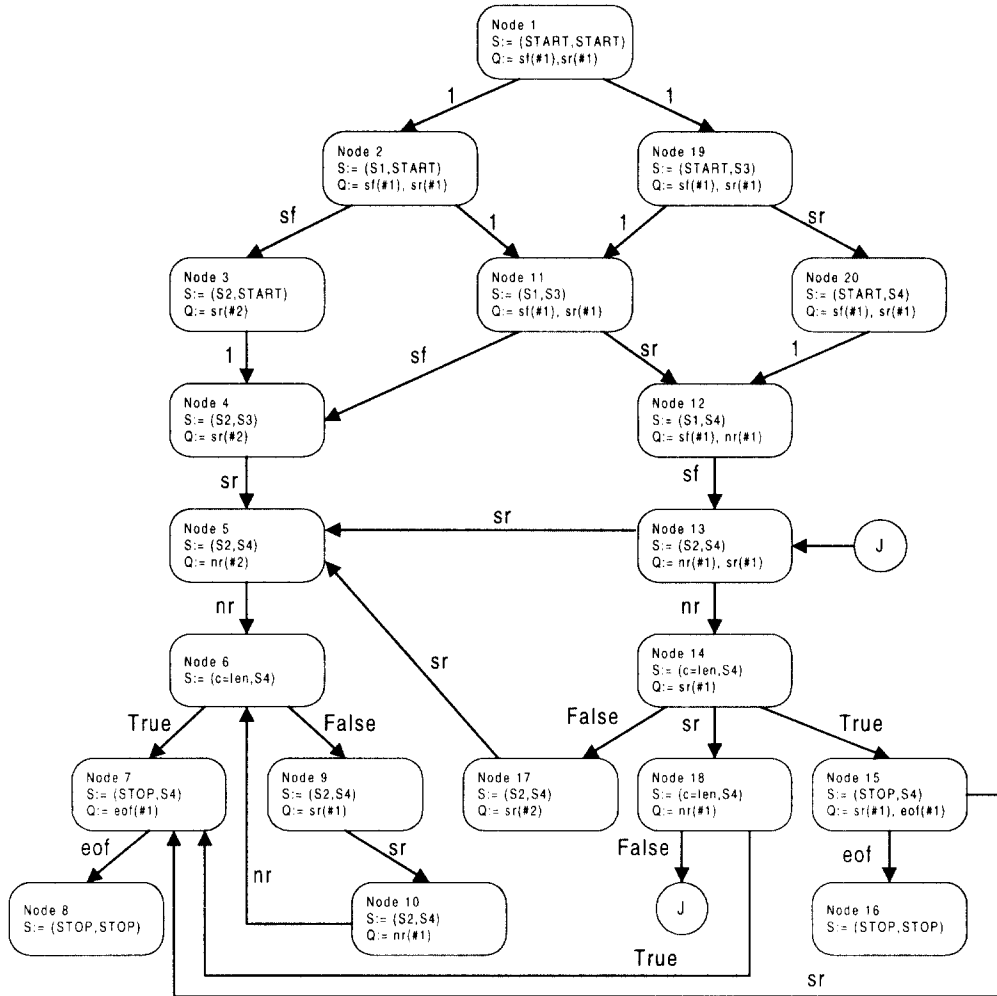 Node 1
S:= (START,START)
Q:= sf(#1),sr(#1)
1
1
Node 2
S:= (S1,START)
Q:= sf(#1), sr(#1)
Node 19
S:= (START,S3)
Q:= sf(#1), sr(#1)
sf
1
1
sr
Node 3
S:= (S2,START)
Q:= sr(#2)
Node 11
S:= (S1,S3)
Q:= sf(#1), sr(#1)
20
S:= (START,S4)
Q:= sf(#1), sr(#1)
1
sf
sr
1
Node 4
S:= (S2,S3)
Q:= sr(#2)
Node 12
S:= (S1,S4)
Q:= sf(#1), nr(#1)
sr
sf
Node 5
S:= (S2,S4)
Q:= nr(#2)
sr
Node 13
S:= (S2,S4)
Q:= nr(#1), sr(#1)
J
nr
nr
Node 6
S:= (c=len,S4)
sr
Node 14
S:= (c=len,S4)
Q:= sr(#1)
True
False
False
sr
True
Node 7
S:= (STOP,S4)
Q:= eof(#1)
Node 9
S:= (S2,S4)
Q:= sr(#1)
Node 17
S:= (S2,S4)
Q:= sr(#2)
Node 18
S:= (c=len,S4)
Q:= nr(#1)
Node 15
S:= (STOP,S4)
Q:= sr(#1), eof(#1)
eof
nr
sr
False
eof
Node 8
S:= (STOP,STOP)
Node 10
S:= (S2,S4)
Q:= nr(#1)
J
Node 16
S:= (STOP,STOP)
True
sr